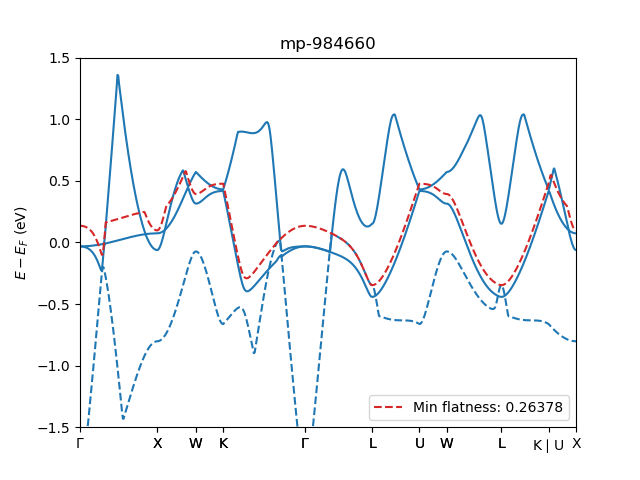 mp-984660
E − E_F (eV)
1.5
1.0
0.5
0.0
−0.5
−1.0
−1.5
Min flatness: 0.26378
Γ X W K Γ L U W L K | U X